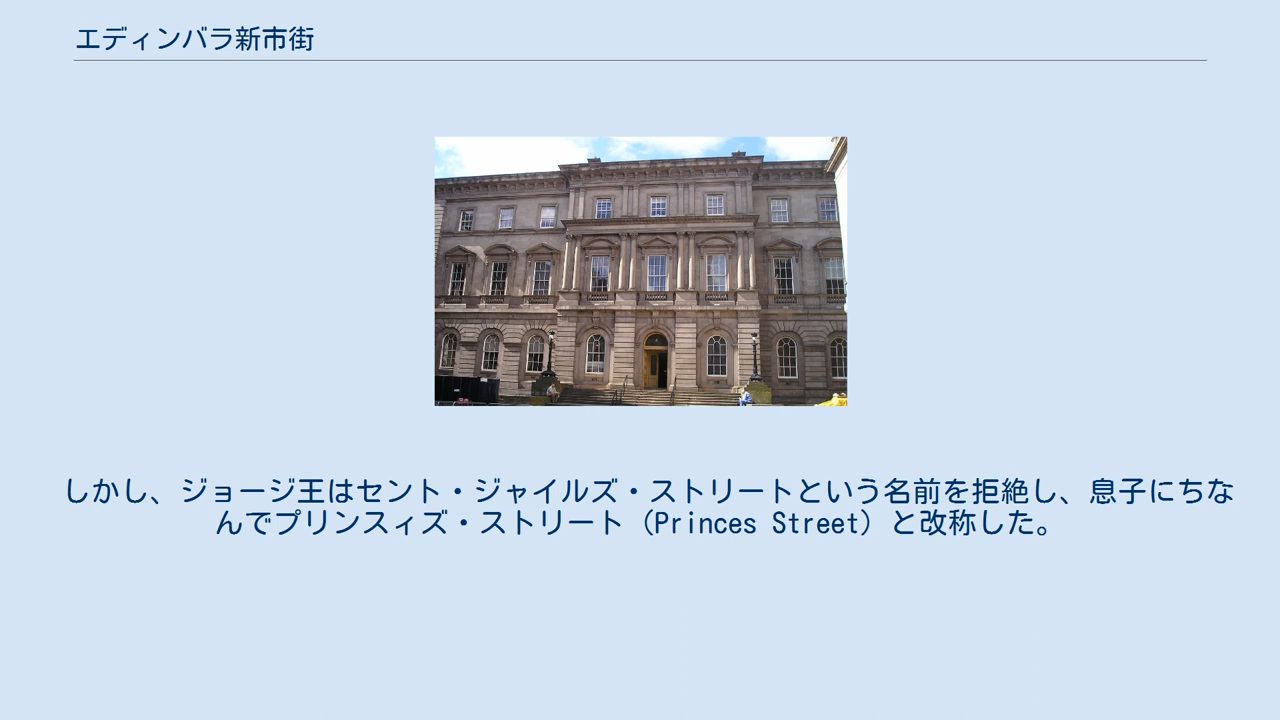 エディンバラ新市街
しかし、ジョージ王はセント・ジャイルズ・ストリートという名前を拒絶し、息子にちな
んでプリンスィズ・ストリート（Princes Street）と改称した。